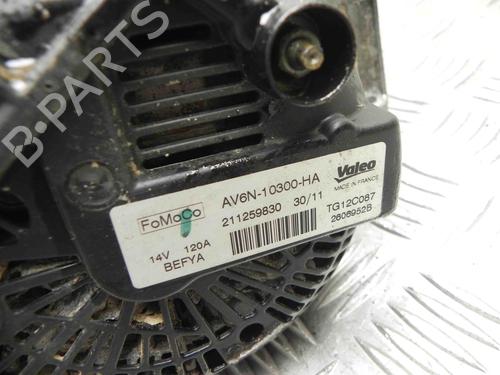 B-PARTS
FoMoCo
AV6N-10300-HA
211259830 30/11
14V 120A
BEFYA
Valeo
MADE IN FRANCE
TG12C087
2606952B